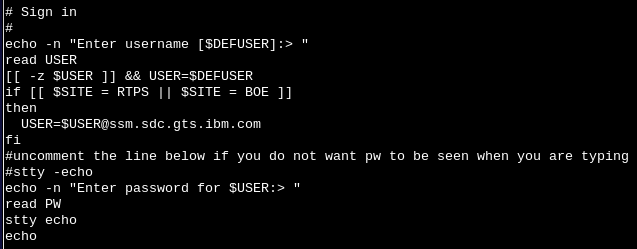 # Sign in
#
echo -n "Enter username [$DEFUSER]:> "
read USER
[[ -z $USER ]] && USER=$DEFUSER
if [[ $SITE = RTPS || $SITE = BOE ]]
then
  USER=$USER@ssm.sdc.gts.ibm.com
fi
#uncomment the line below if you do not want pw to be seen when you are typing
#stty -echo
echo -n "Enter password for $USER:> "
read PW
stty echo
echo